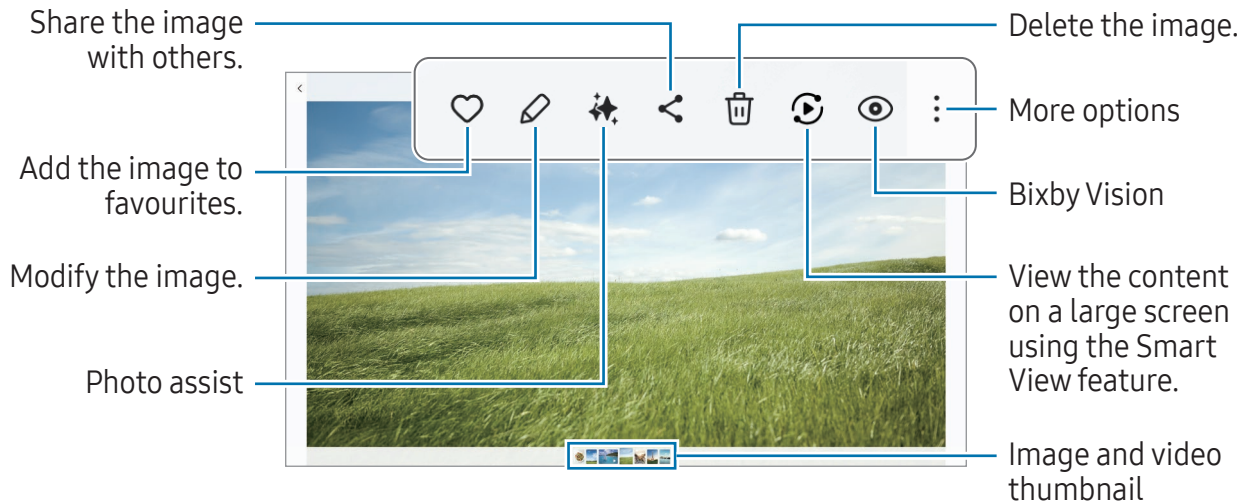 Share the image
with others.
Add the image to
favourites.
Modify the image.
Photo assist
Delete the image.
More options
Bixby Vision
View the content
on a large screen
using the Smart
View feature.
Image and video
thumbnail